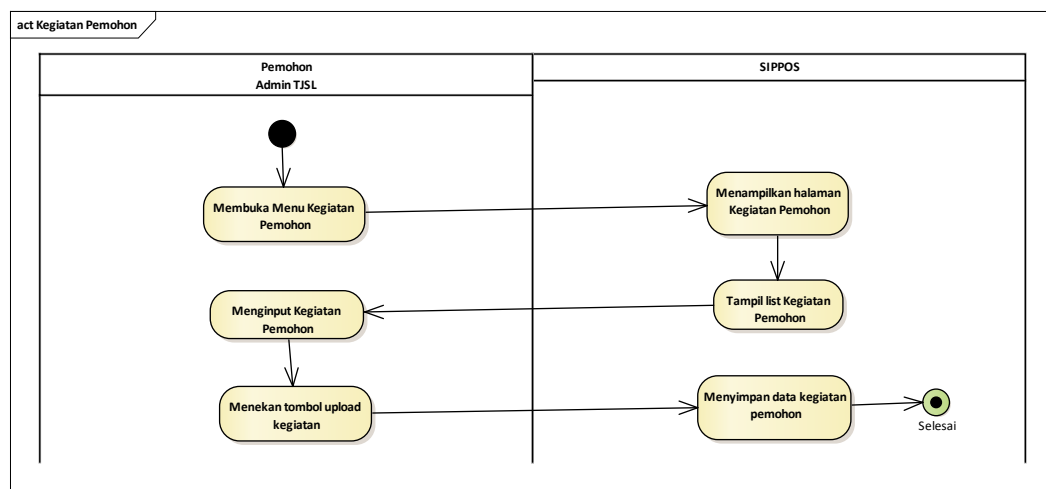 act Kegiatan Pemohon
Pemohon
Admin TJSL
SIPPOS
Membuka Menu Kegiatan
Pemohon
Menampilkan halaman
Kegiatan Pemohon
Tampil list Kegiatan
Pemohon
Menginput Kegiatan
Pemohon
Menekan tombol upload
kegiatan
Menyimpan data kegiatan
pemohon
Selesai